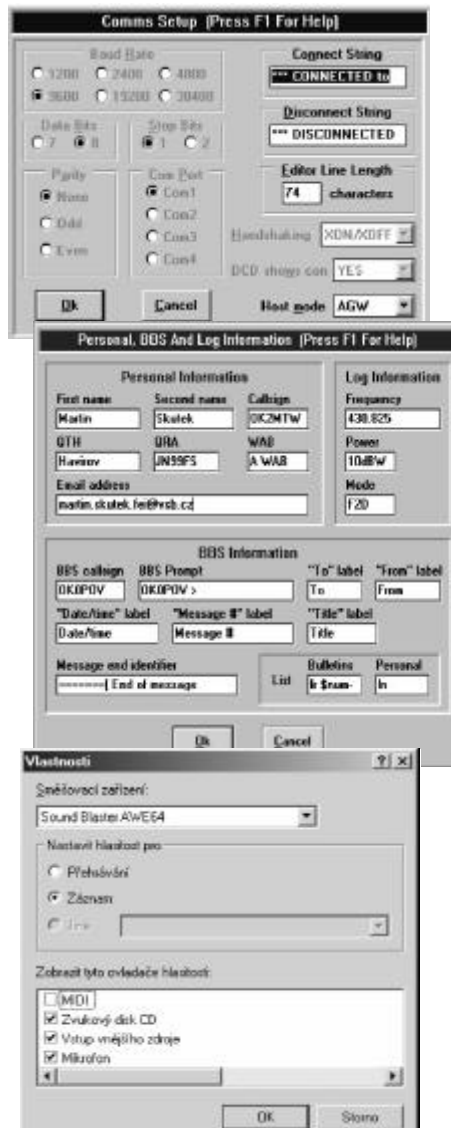 Comms Setup (Press F1 For Help)
Baud Rate
1200 2400 4800
9600 19200 38400
Data Bits
7 8
Stop Bits
1 2
Parity
None
Odd
Even
Com Port
Com1
Com2
Com3
Com4
Connect String
*** CONNECTED to
Disconnect String
*** DISCONNECTED
Editor Line Length
74 characters
Handshaking XON/XOFF
DCD shows con YES
Host mode AGW
Ok Cancel
Personal, BBS And Log Information (Press F1 For Help)
Personal Information
First name Second name Callsign
Martin Skutek OK2MTW
QTH QRA WAB
Havirov JN99FS A WAB
Email address
martin.skutek.fei@vsb.cz
Log Information
Frequency
430.825
Power
10dBW
Mode
F2D
BBS Information
BBS callsign BBS Prompt "To" label "From" label
OK0POV OK0POV > To From
"Date/time" label "Message #" label "Title" label
Date/time Message # Title
Message end identifier
[ End of message
List
Bulletins Personal
lr $num- ln
Ok Cancel
Vlastnosti
Směšovací zařízení:
Sound Blaster AWE64
Nastavit hlasitost pro
Přehrávání
Záznam
Jiné
Zobrazit tyto ovladače hlasitosti:
MIDI
Zvukový disk CD
Vstup vnějšího zdroje
Mikrofon
OK Storno